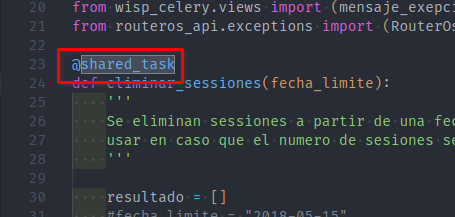 20 from wisp_celery.views import (mensaje_exepci
21 from routeros_api.exceptions import (RouterOs
22
23 @shared_task
24 def eliminar_sessiones(fecha_limite):
25 '''
26 Se eliminan sessiones a partir de una fec
27 usar en caso que el numero de sesiones se
28 '''
29
30 resultado = []
31 #fecha_limite = "2018-05-15"